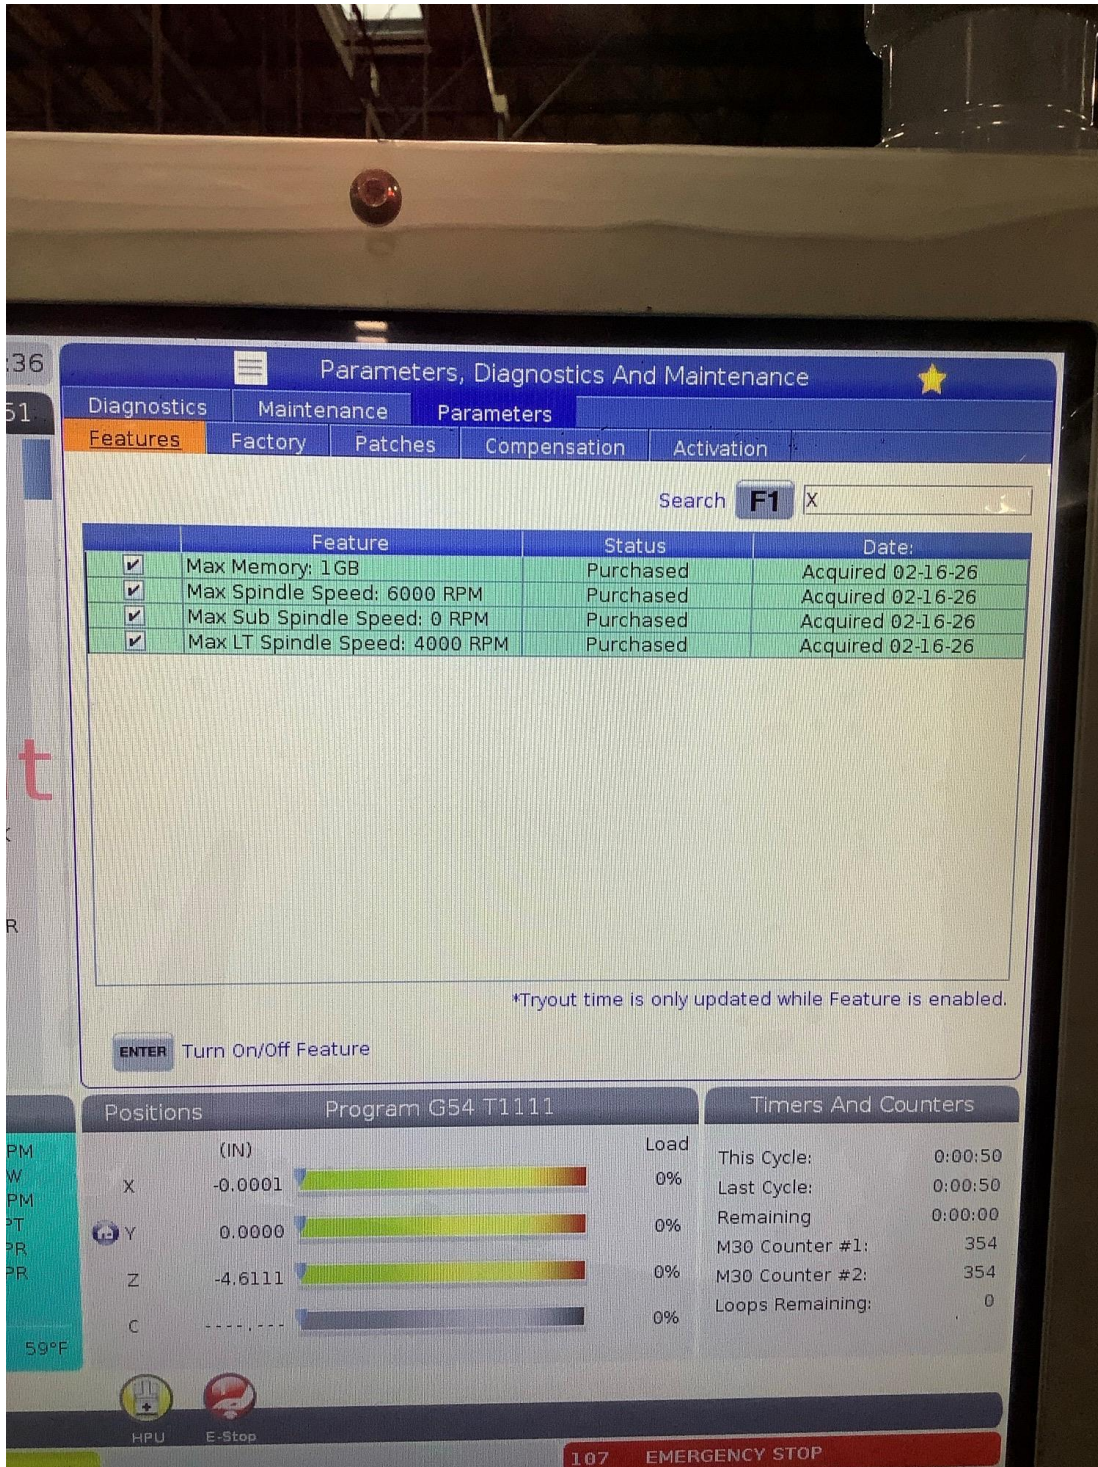 :36
Parameters, Diagnostics And Maintenance
51
Diagnostics Maintenance Parameters
Features Factory Patches Compensation Activation
Search F1 X
Feature Status Date:
Max Memory: 1GB Purchased Acquired 02-16-26
Max Spindle Speed: 6000 RPM Purchased Acquired 02-16-26
Max Sub Spindle Speed: 0 RPM Purchased Acquired 02-16-26
Max LT Spindle Speed: 4000 RPM Purchased Acquired 02-16-26
t
R
*Tryout time is only updated while Feature is enabled.
ENTER Turn On/Off Feature
Positions Program G54 T1111
(IN) Load
X -0.0001 0%
Y 0.0000 0%
Z -4.6111 0%
C ----.--- 0%
Timers And Counters
This Cycle: 0:00:50
Last Cycle: 0:00:50
Remaining 0:00:00
M30 Counter #1: 354
M30 Counter #2: 354
Loops Remaining: 0
PM
W
PM
PT
PR
PR
59°F
HPU E-Stop
107 EMERGENCY STOP